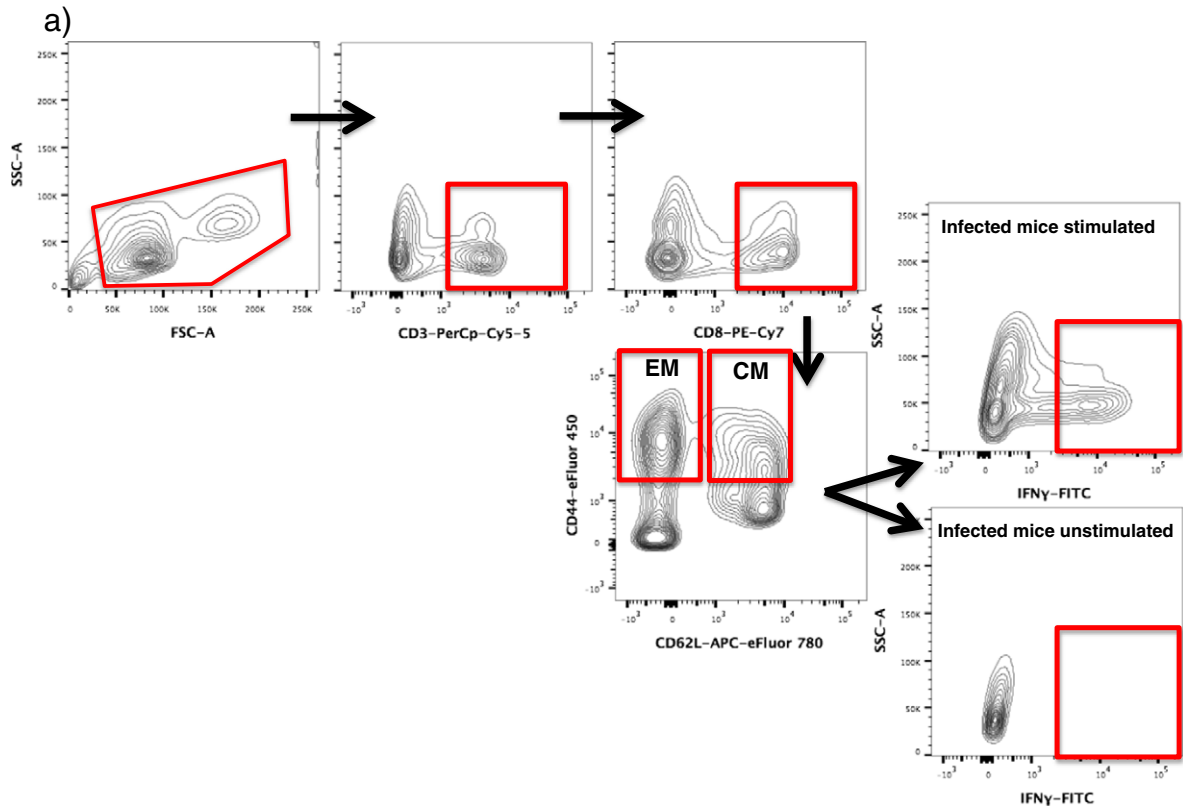 a)
250K
200K
150K
100K
50K
0
SSC-A
0
50K
100K
150K
200K
250K
FSC-A
-10³
0
10³
10⁴
10⁵
CD3-PerCp-Cy5-5
-10³
0
10³
10⁴
10⁵
CD8-PE-Cy7
EM
CM
10⁵
10⁴
10³
0
-10³
CD44-eFluor 450
-10³
0
10³
10⁴
10⁵
CD62L-APC-eFluor 780
Infected mice stimulated
250K
200K
150K
100K
50K
0
SSC-A
-10³
0
10³
10⁴
10⁵
IFNγ-FITC
Infected mice unstimulated
200K
150K
100K
50K
0
SSC-A
-10³
0
10³
10⁴
10⁵
IFNγ-FITC